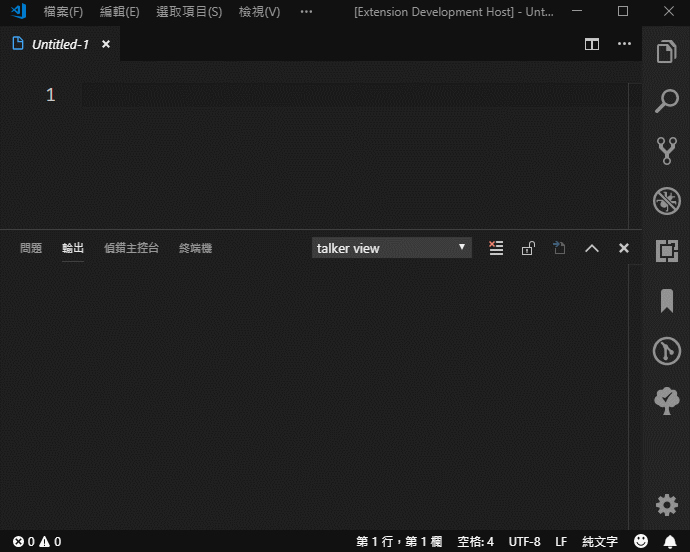 檔案(F) 編輯(E) 選取項目(S) 檢視(V) ··· [Extension Development Host] - Unt...
Untitled-1
1
問題 輸出 偵錯主控台 終端機 talker view
0 0 第 1 行，第 1 欄 空格: 4 UTF-8 LF 純文字